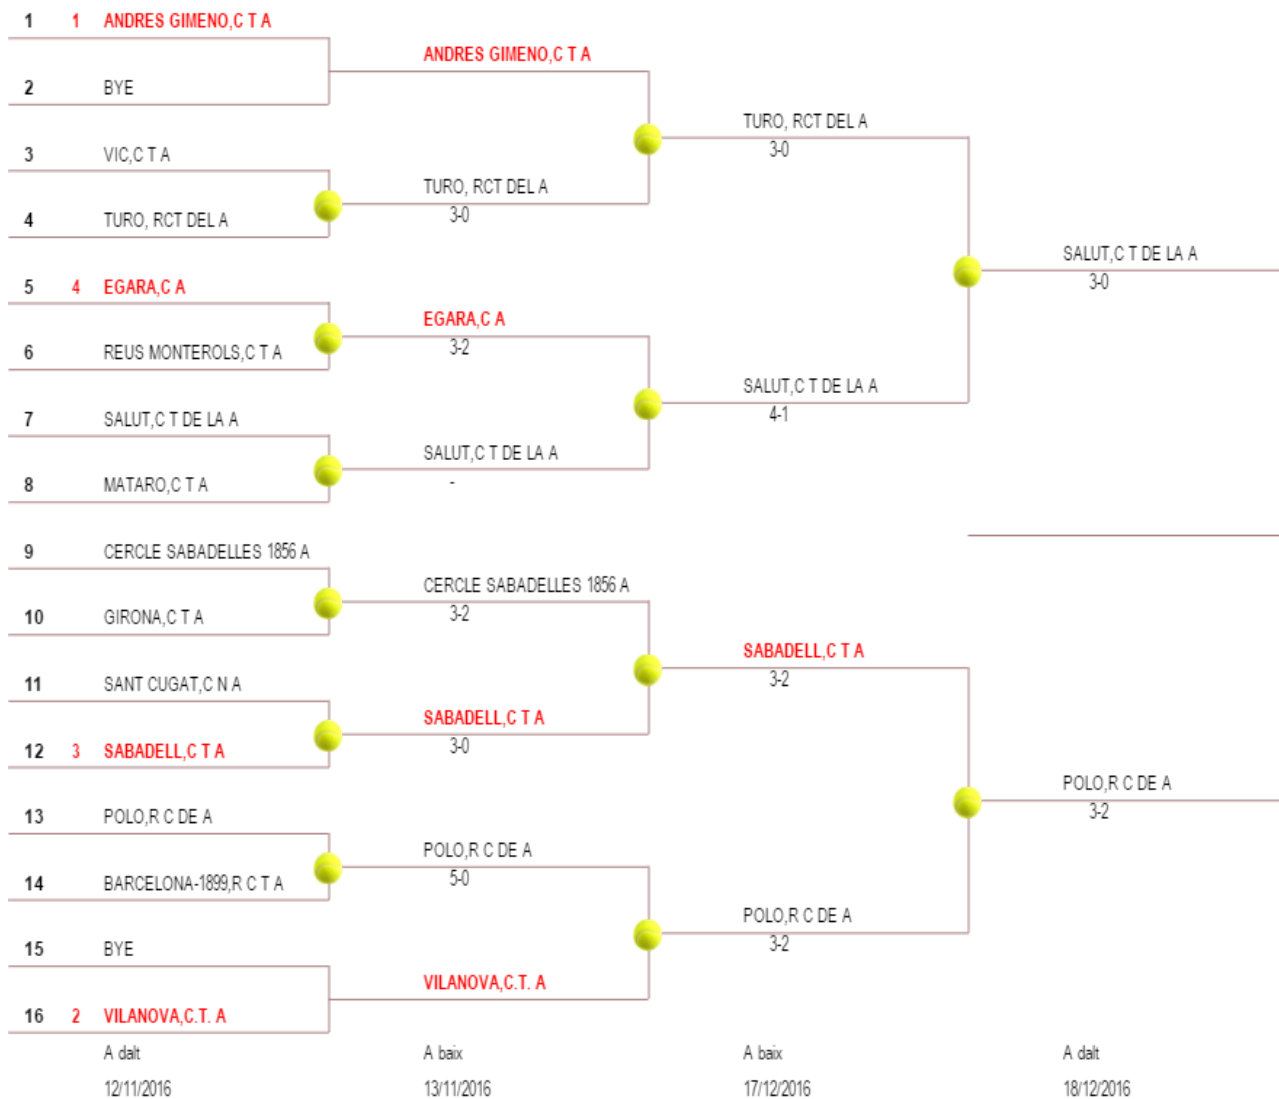 1 1 ANDRES GIMENO,C T A
ANDRES GIMENO,C T A
2 BYE
TURO, RCT DEL A
3-0
3 VIC,C T A
TURO, RCT DEL A
3-0
4 TURO, RCT DEL A
SALUT,C T DE LA A
3-0
5 4 EGARA,C A
EGARA,C A
3-2
6 REUS MONTEROLS,C T A
SALUT,C T DE LA A
4-1
7 SALUT,C T DE LA A
SALUT,C T DE LA A
-
8 MATARO,C T A
9 CERCLE SABADELLES 1856 A
CERCLE SABADELLES 1856 A
3-2
10 GIRONA,C T A
SABADELL,C T A
3-2
11 SANT CUGAT,C N A
SABADELL,C T A
3-0
12 3 SABADELL,C T A
POLO,R C DE A
3-2
13 POLO,R C DE A
POLO,R C DE A
5-0
14 BARCELONA-1899,R C T A
POLO,R C DE A
3-2
15 BYE
VILANOVA,C.T. A
16 2 VILANOVA,C.T. A
A dalt A baix A baix A dalt
12/11/2016 13/11/2016 17/12/2016 18/12/2016